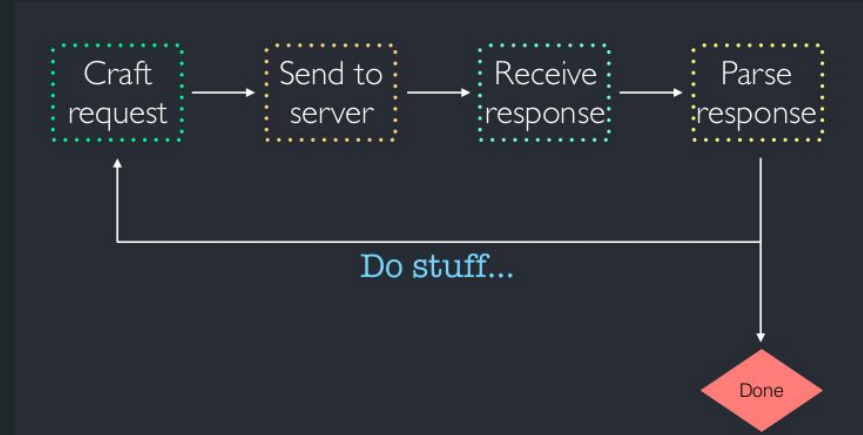 Craft
request
Send to
server
Receive
response
Parse
response
Do stuff...
Done